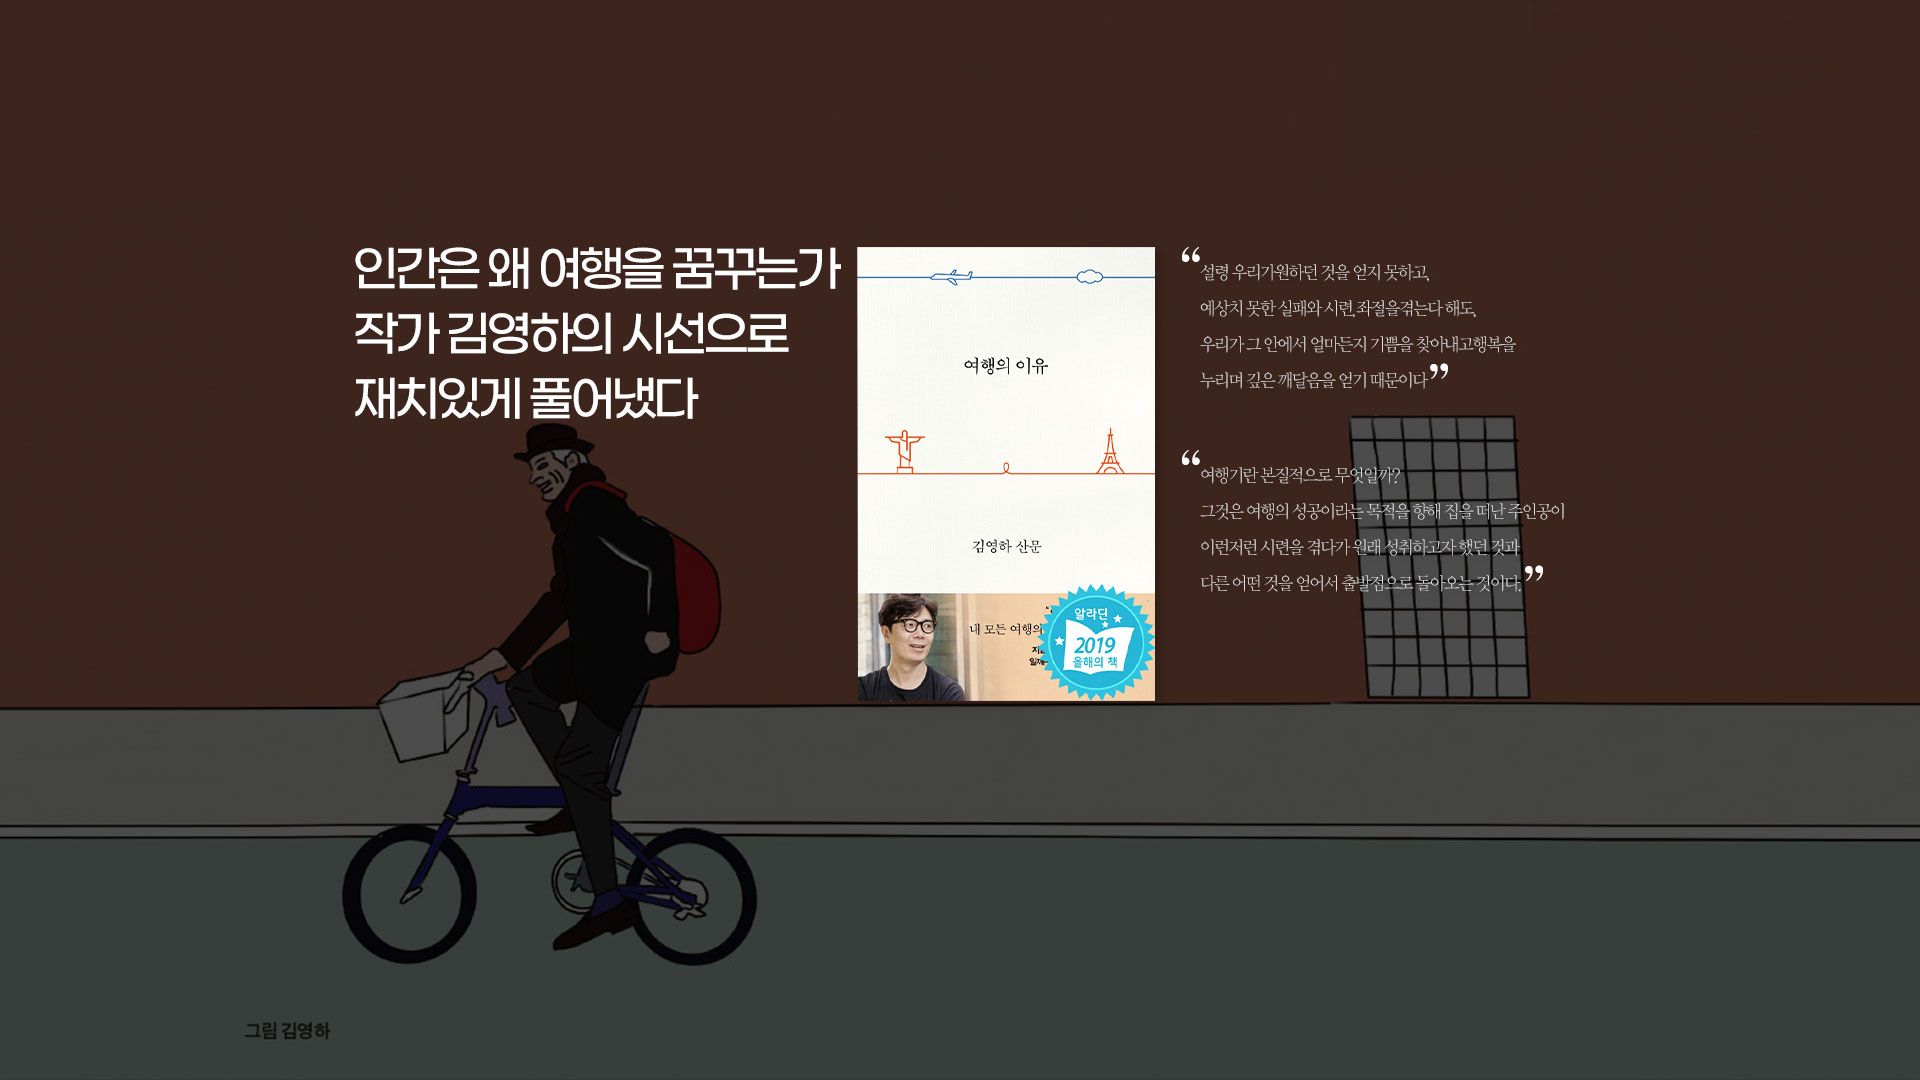 인간은 왜 여행을 꿈꾸는가
작가 김영하의 시선으로
재치있게 풀어냈다
여행의 이유
김영하 산문
내 모든 여행의
알라딘
2019
올해의 책
“설령 우리가원하던 것을 얻지 못하고,
예상치 못한 실패와 시련,좌절을겪는다 해도,
우리가 그 안에서 얼마든지 기쁨을 찾아내고행복을
누리며 깊은 깨달음을 얻기 때문이다”
“여행기란 본질적으로 무엇일까?
그것은 여행의 성공이라는 목적을 향해 집을 떠난 주인공이
이런저런 시련을 겪다가 원래 성취하고자 했던 것과
다른 어떤 것을 얻어서 출발점으로 돌아오는 것이다.”
그림 김영하